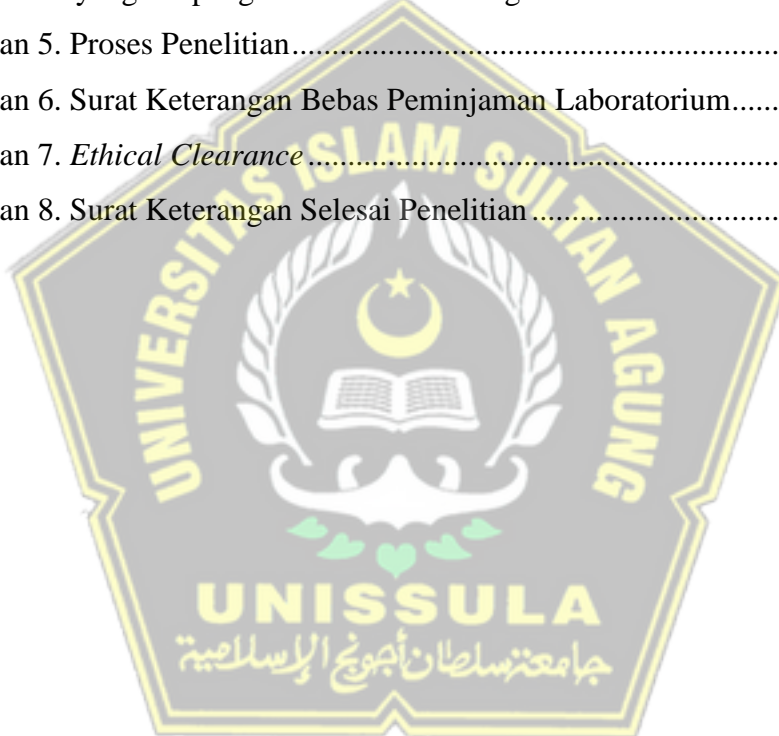 an 5. Proses Penelitian
an 6. Surat Keterangan Bebas Peminjaman Laboratorium
an 7. Ethical Clearance
an 8. Surat Keterangan Selesai Penelitian
UNIVERSITAS ISLAM SULTAN AGUNG
UNISSULA
جامعة سلطان أجونج الإسلامية